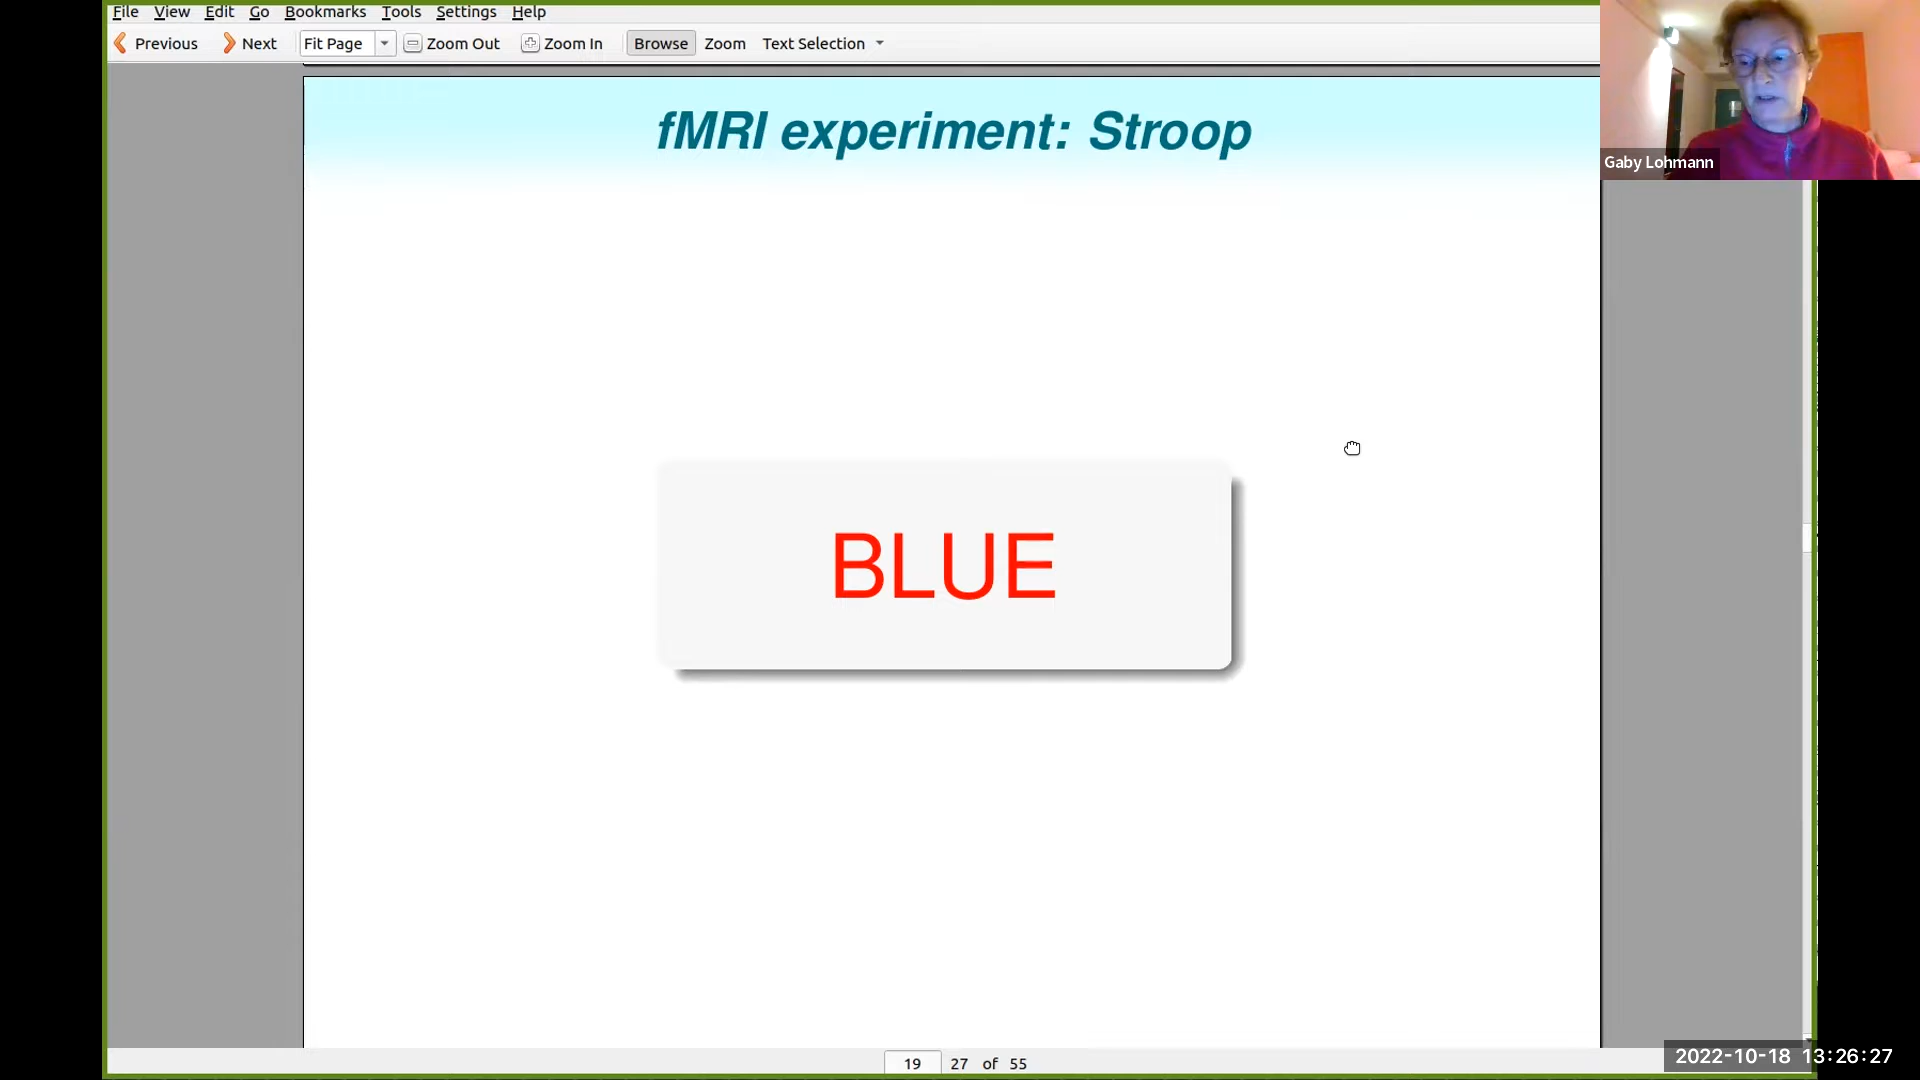 File View Edit Go Bookmarks Tools Settings Help
Previous Next Fit Page Zoom Out Zoom In Browse Zoom Text Selection
fMRI experiment: Stroop
Gaby Lohmann
BLUE
19 27 of 55
2022-10-18 13:26:27